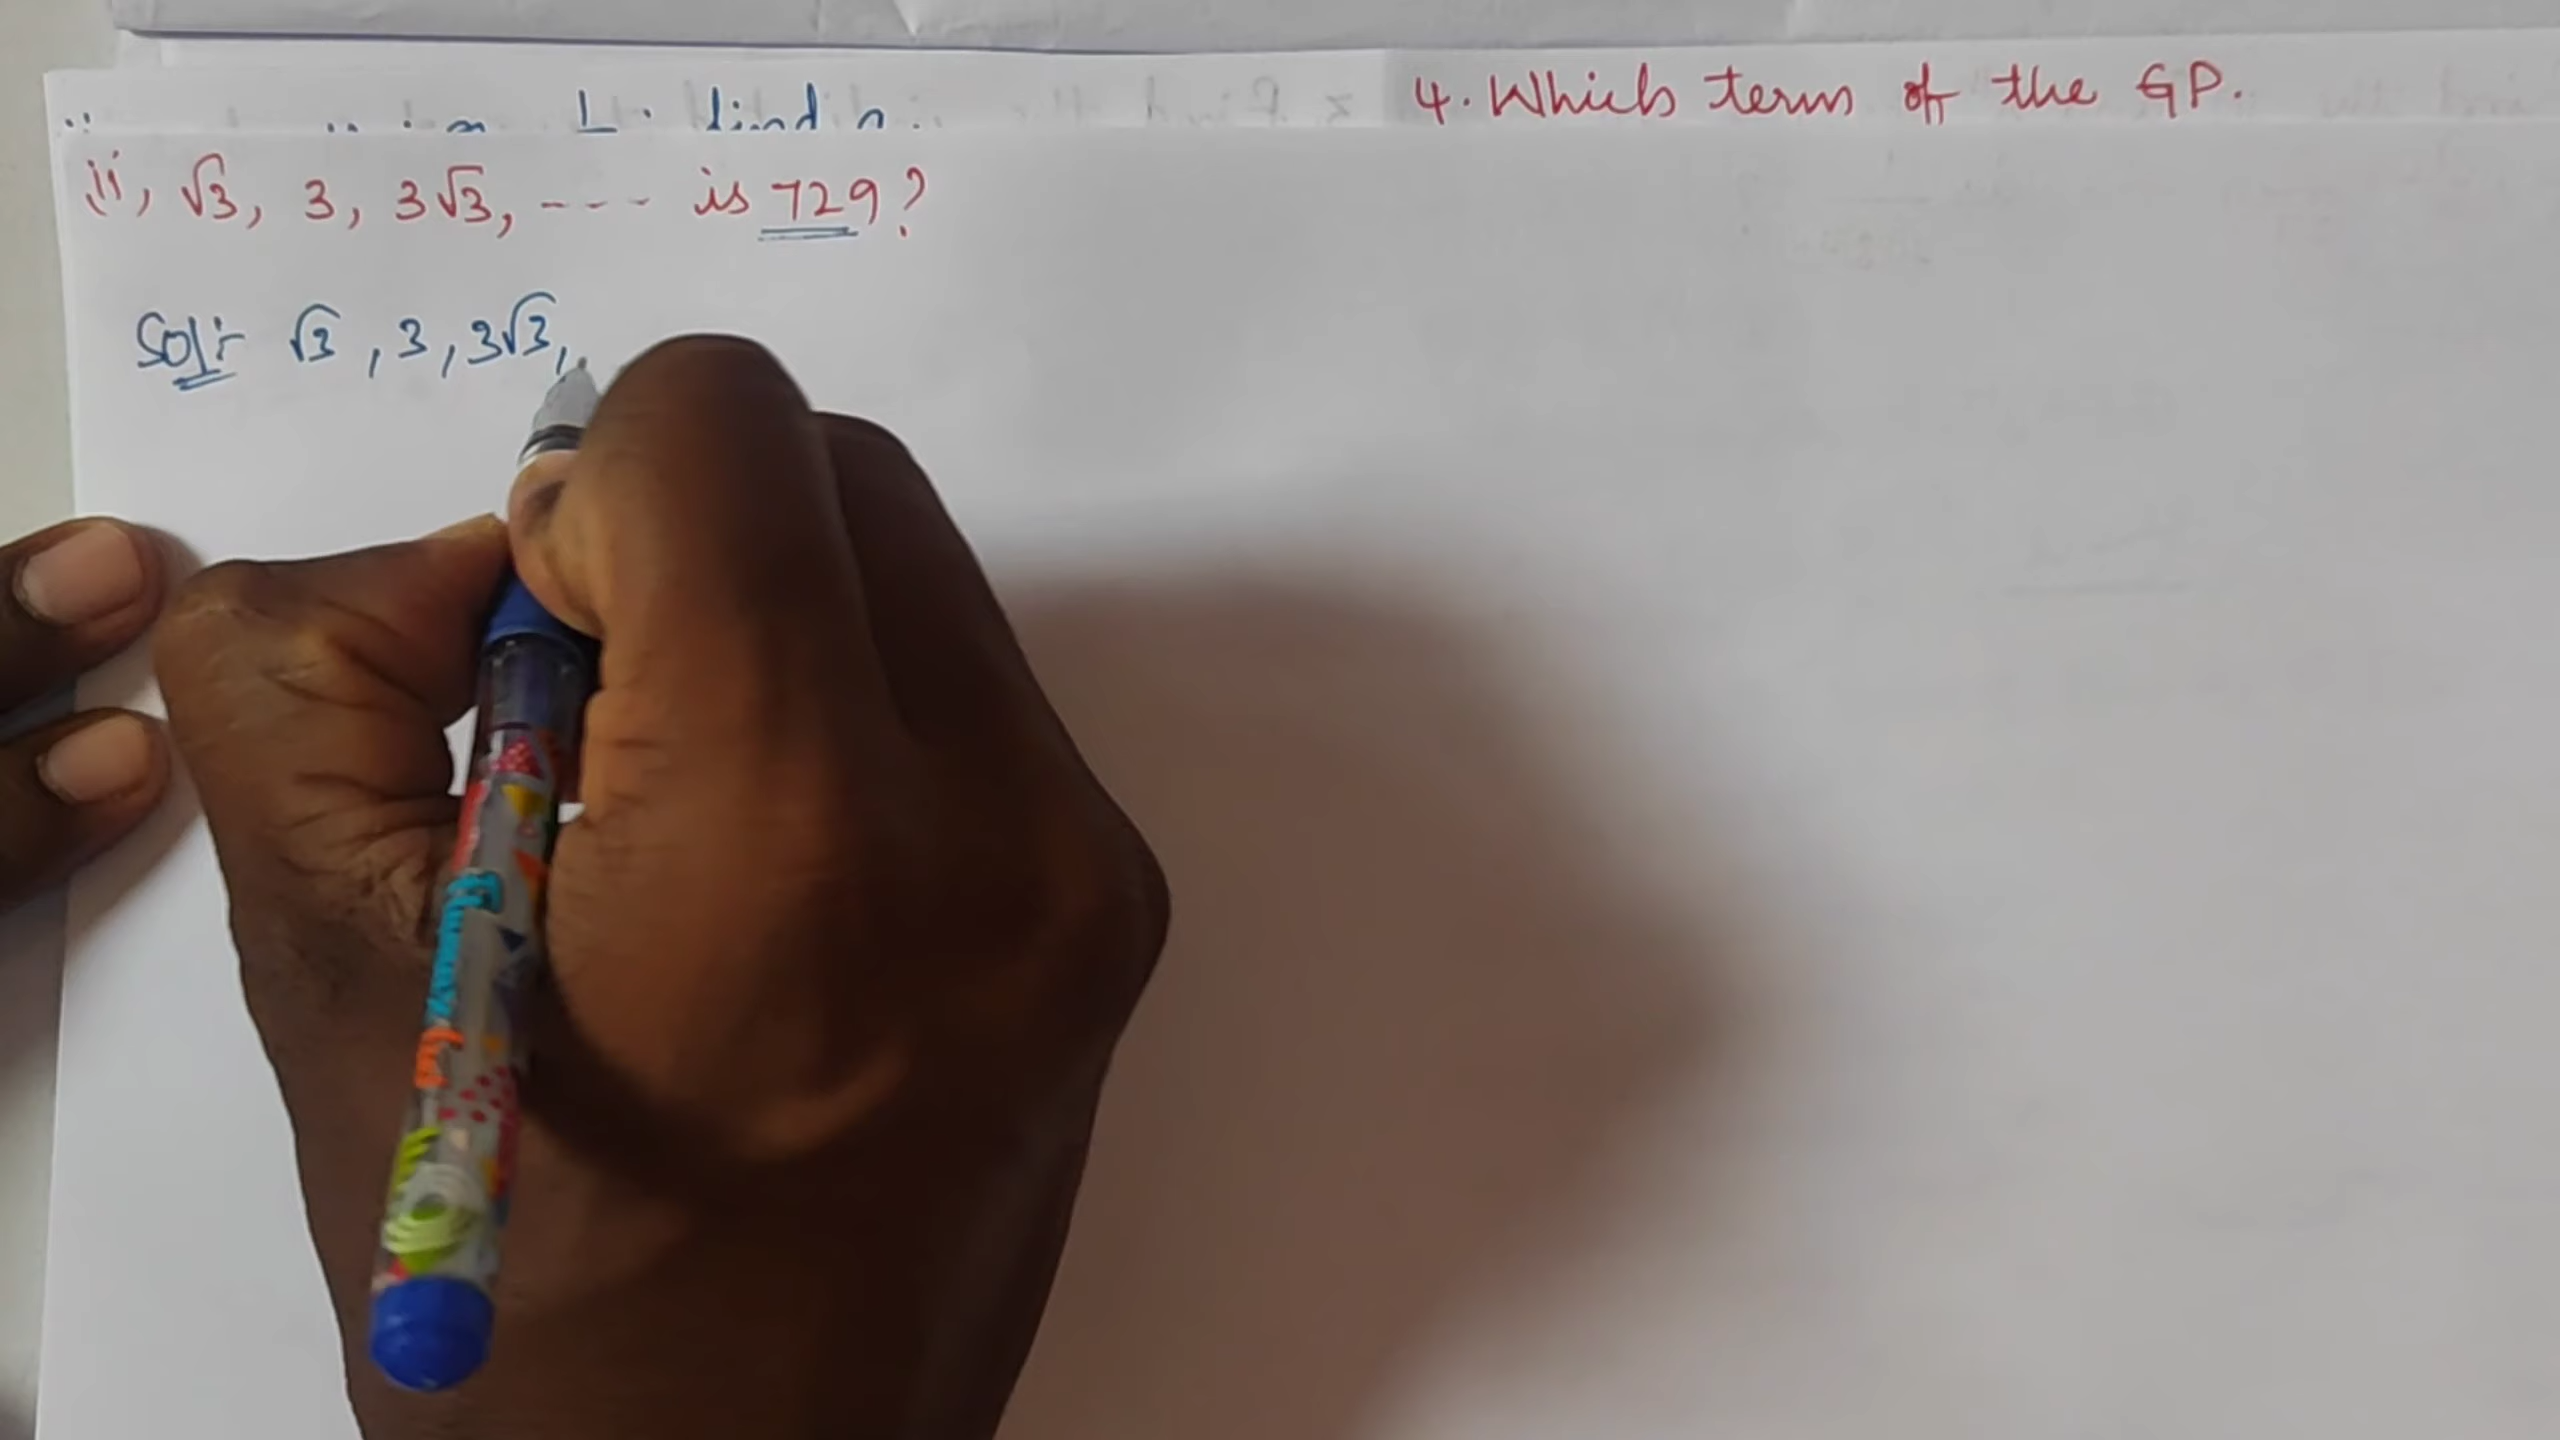 4. Which term of the GP.
ii, √3, 3, 3√3, ---- is 729?
Sol:- √3, 3, 3√3,